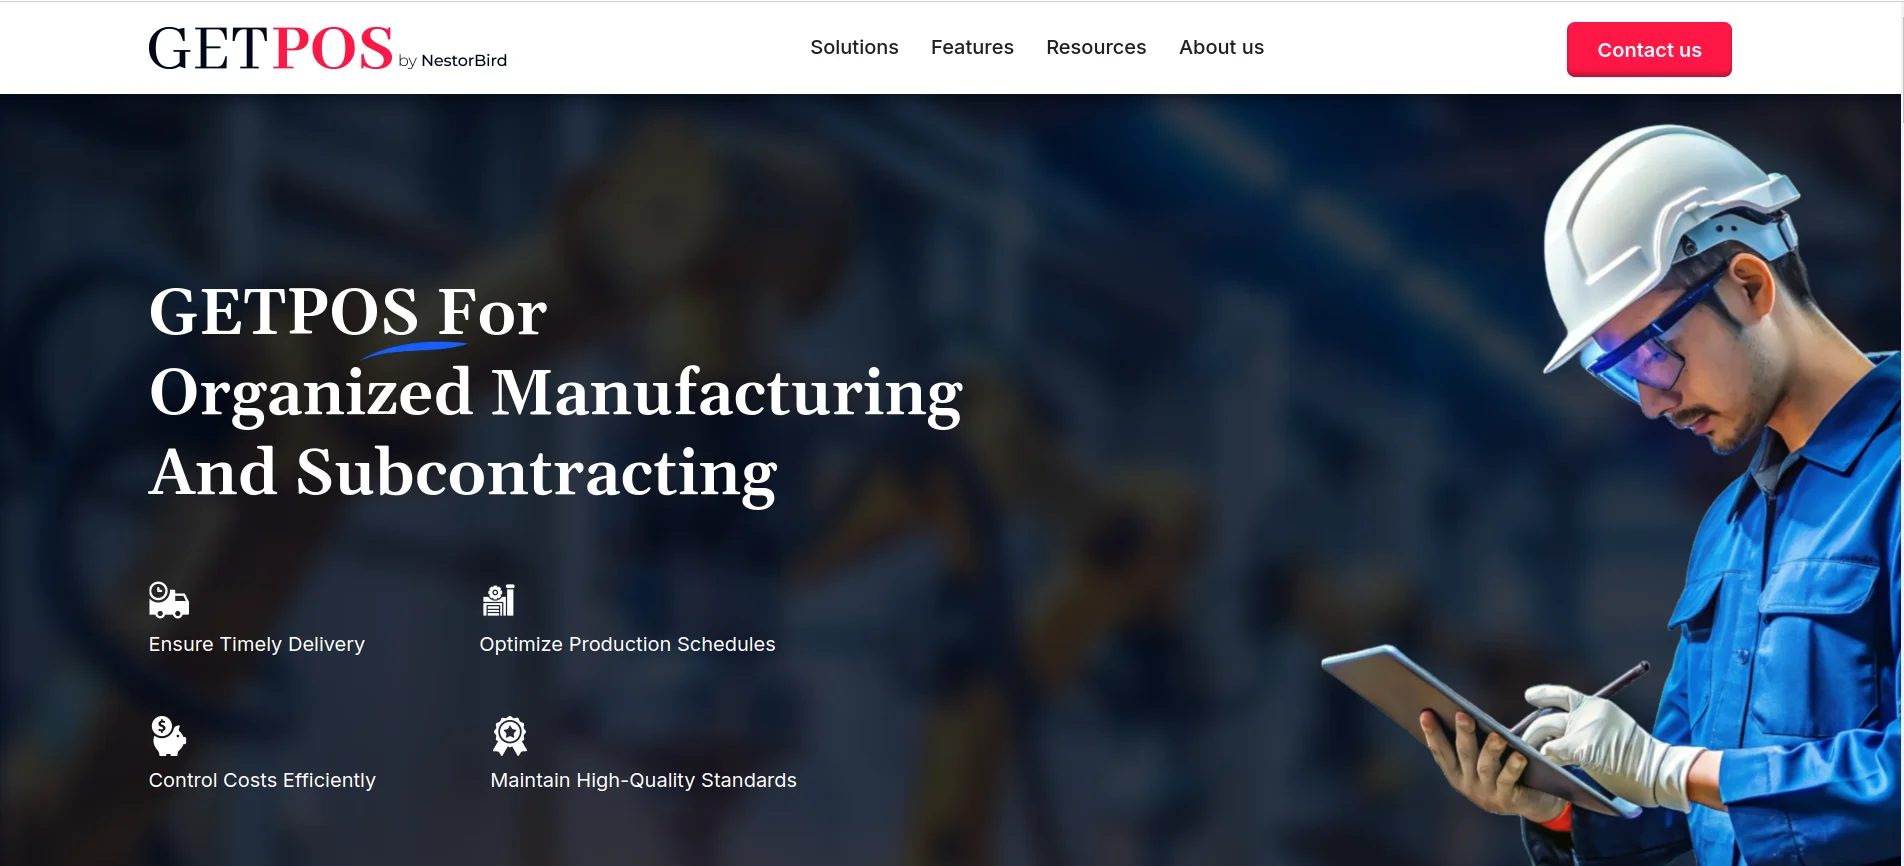 GETPOS by NestorBird
Solutions Features Resources About us
Contact us
GETPOS For
Organized Manufacturing
And Subcontracting
Ensure Timely Delivery
Optimize Production Schedules
$
Control Costs Efficiently
Maintain High-Quality Standards